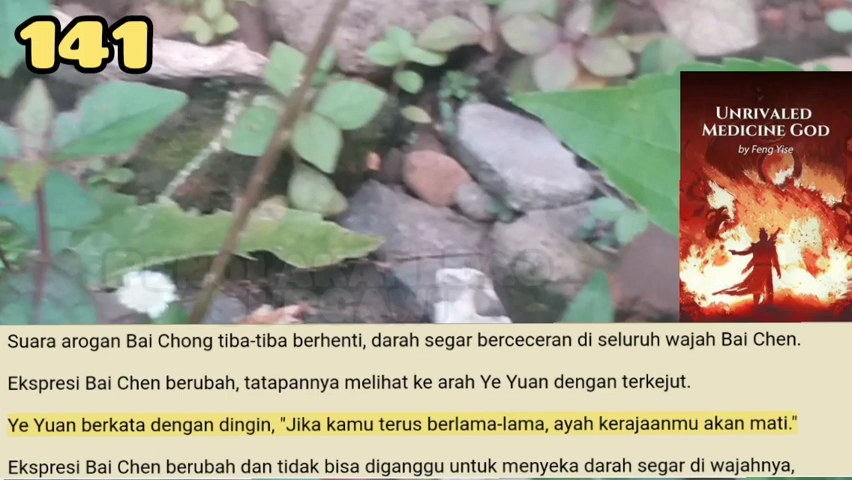 141
UNRIVALED
MEDICINE GOD
by Feng Yise
Suara arogan Bai Chong tiba-tiba berhenti, darah segar berceceran di seluruh wajah Bai Chen.
Ekspresi Bai Chen berubah, tatapannya melihat ke arah Ye Yuan dengan terkejut.
Ye Yuan berkata dengan dingin, "Jika kamu terus berlama-lama, ayah kerajaanmu akan mati."
Ekspresi Bai Chen berubah dan tidak bisa diganggu untuk menyeka darah segar di wajahnya,